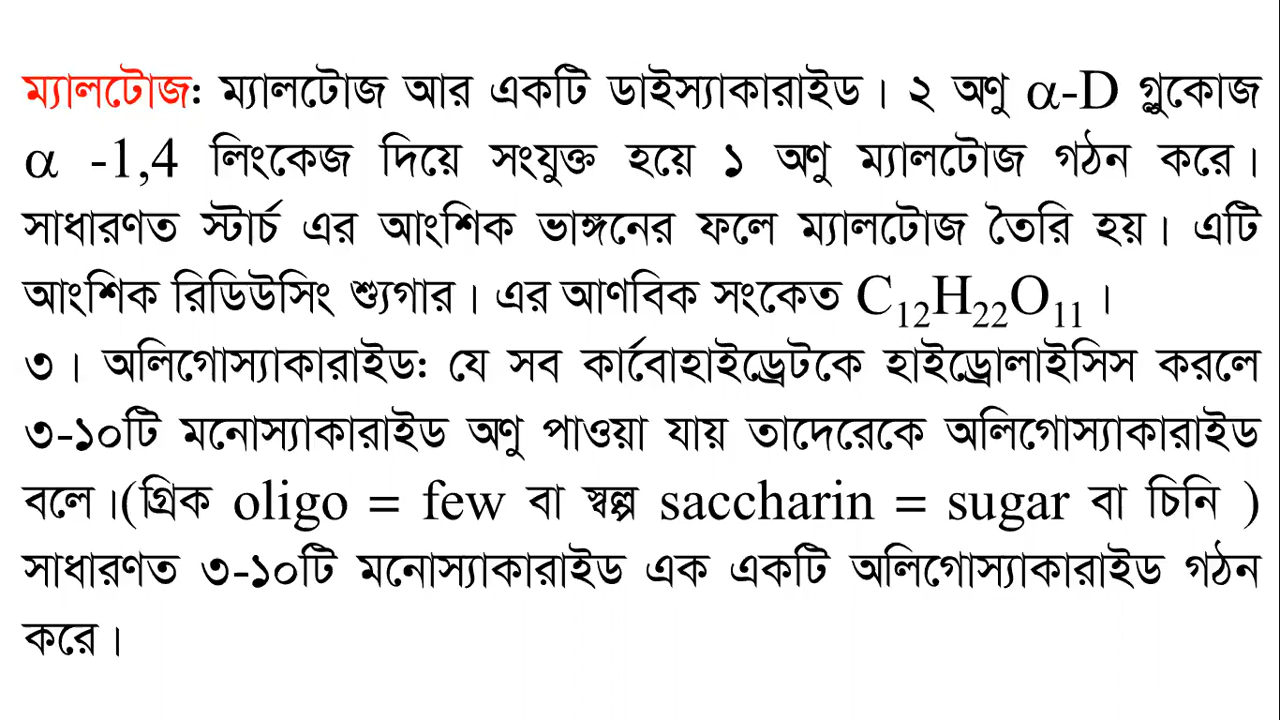 ম্যালটোজঃ ম্যালটোজ আর একটি ডাইস্যাকারাইড। ২ অণু α-D গ্লুকোজ
α -1,4 লিংকেজ দিয়ে সংযুক্ত হয়ে ১ অণু ম্যালটোজ গঠন করে।
সাধারণত স্টার্চ এর আংশিক ভাঙ্গনের ফলে ম্যালটোজ তৈরি হয়। এটি
আংশিক রিডিউসিং শ্যুগার। এর আণবিক সংকেত C₁₂H₂₂O₁₁ ।
৩। অলিগোস্যাকারাইডঃ যে সব কার্বোহাইড্রেটকে হাইড্রোলাইসিস করলে
৩-১০টি মনোস্যাকারাইড অণু পাওয়া যায় তাদেরেকে অলিগোস্যাকারাইড
বলে।(গ্রিক oligo = few বা স্বল্প saccharin = sugar বা চিনি )
সাধারণত ৩-১০টি মনোস্যাকারাইড এক একটি অলিগোস্যাকারাইড গঠন
করে।